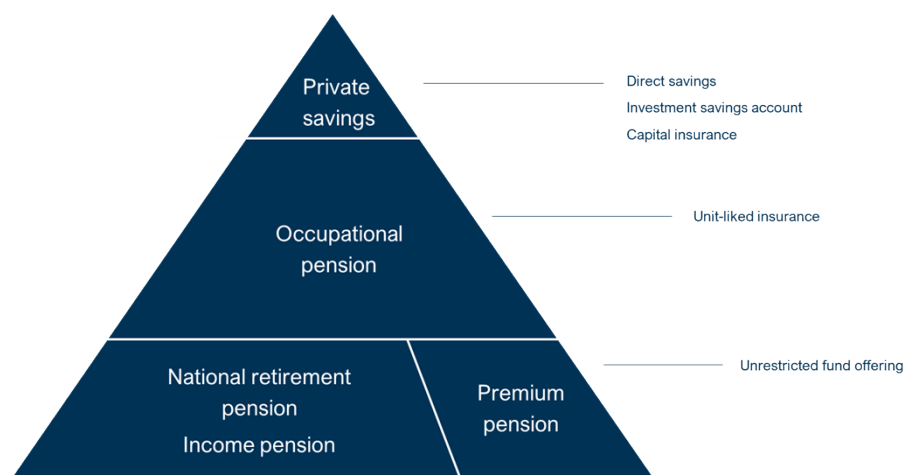 Private
savings
Direct savings
Investment savings account
Capital insurance
Occupational
pension
Unit-liked insurance
National retirement
pension
Income pension
Premium
pension
Unrestricted fund offering